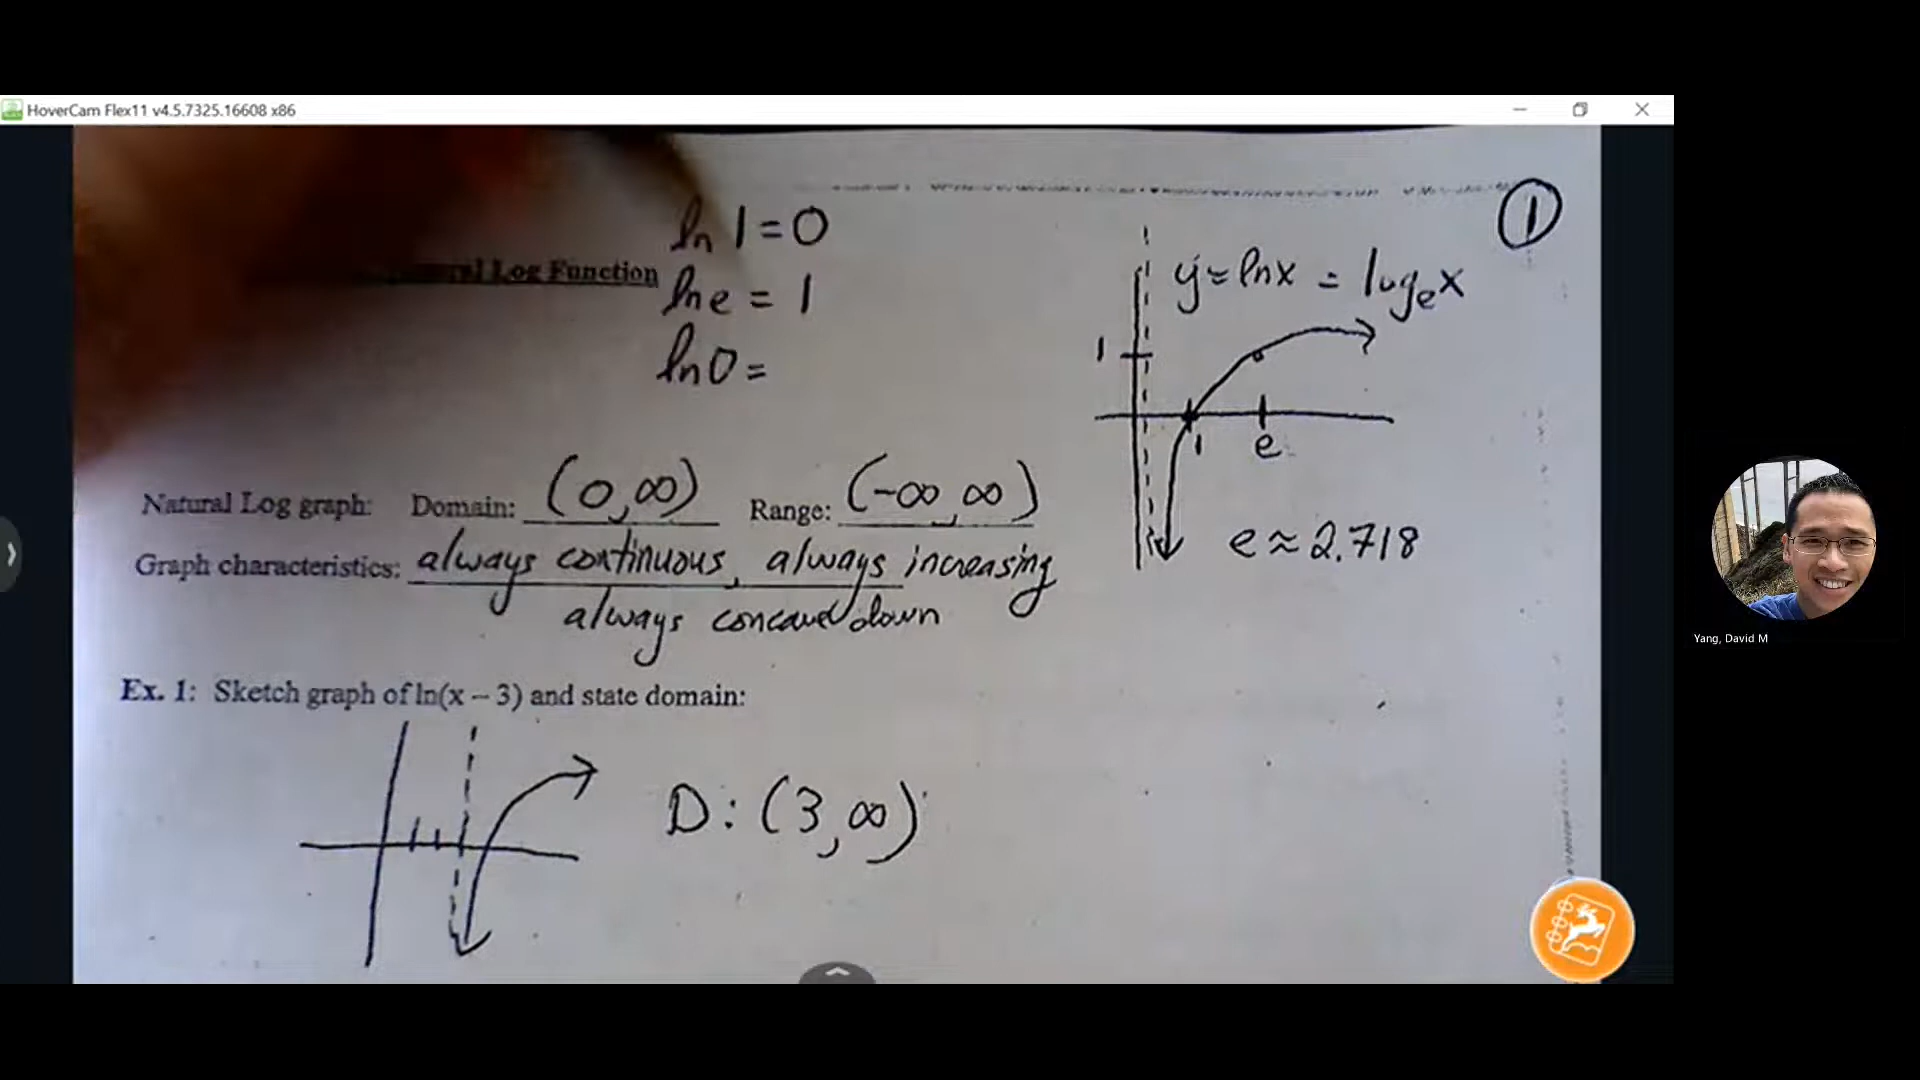 HoverCam Flex11 v4.5.7325.16608 x86
1
ln 1 = 0
Log Function
ln e = 1
ln 0 =
y = ln x = log_e x
1
1
e
e ≈ 2.718
Natural Log graph: Domain: (0, ∞) Range: (-∞, ∞)
Graph characteristics: always continuous, always increasing
always concave down
Ex. 1: Sketch graph of ln(x – 3) and state domain:
D: (3, ∞)
Yang, David M